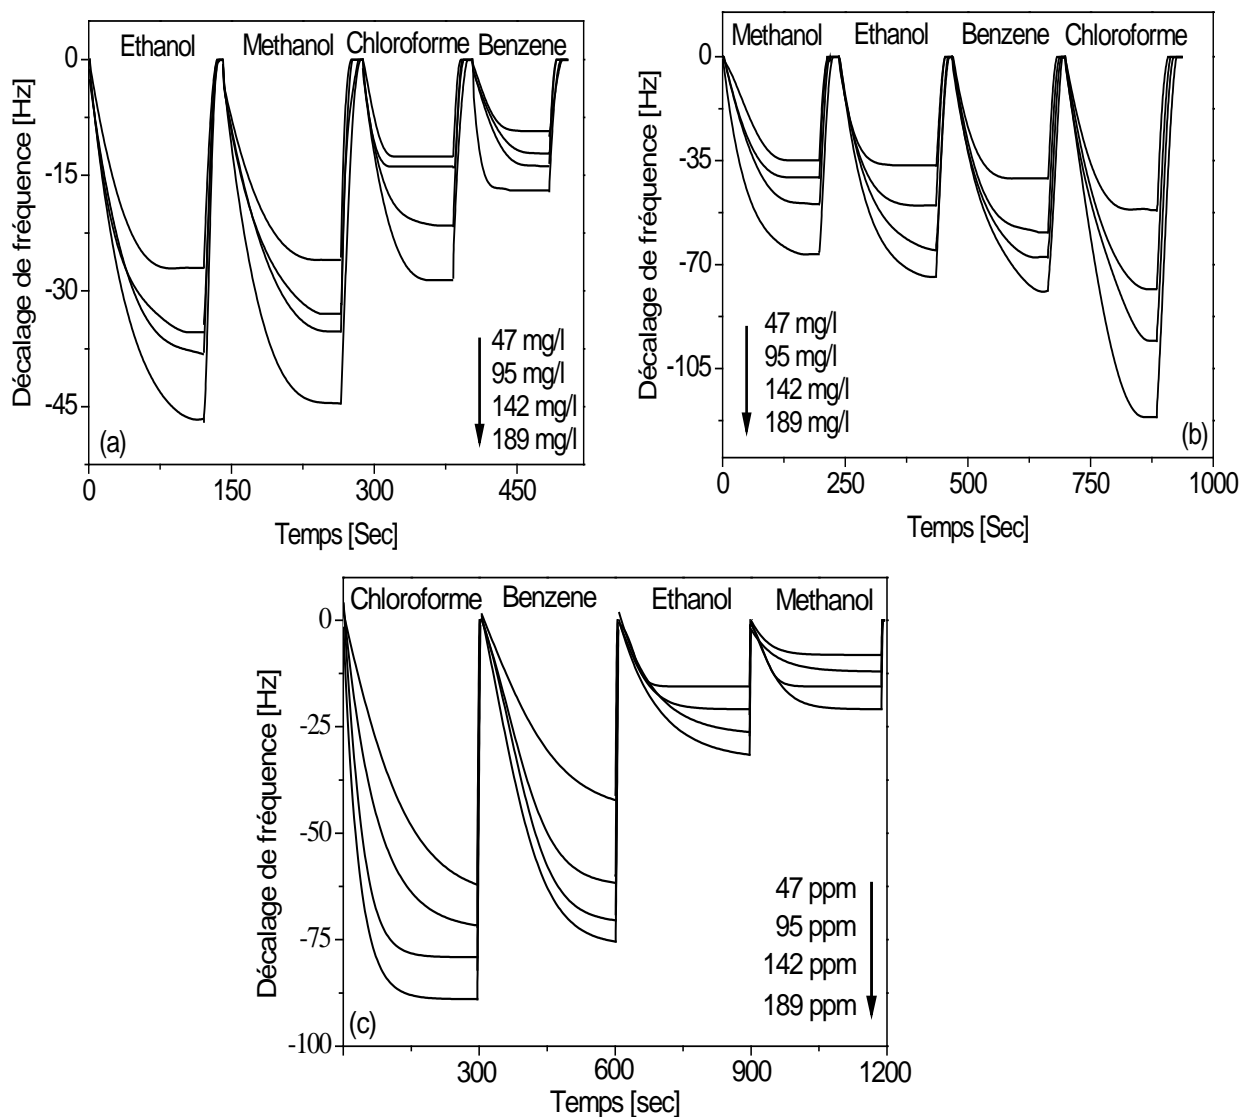 Ethanol Methanol Chloroforme Benzene
0
-15
-30
-45
Décalage de fréquence [Hz]
47 mg/l
95 mg/l
142 mg/l
189 mg/l
(a)
0 150 300 450
Temps [Sec]
Methanol Ethanol Benzene Chloroforme
0
-35
-70
-105
Décalage de fréquence [Hz]
47 mg/l
95 mg/l
142 mg/l
189 mg/l
(b)
0 250 500 750 1000
Temps [Sec]
Chloroforme Benzene Ethanol Methanol
0
-25
-50
-75
-100
Décalage de fréquence [Hz]
47 ppm
95 ppm
142 ppm
189 ppm
(c)
300 600 900 1200
Temps [sec]